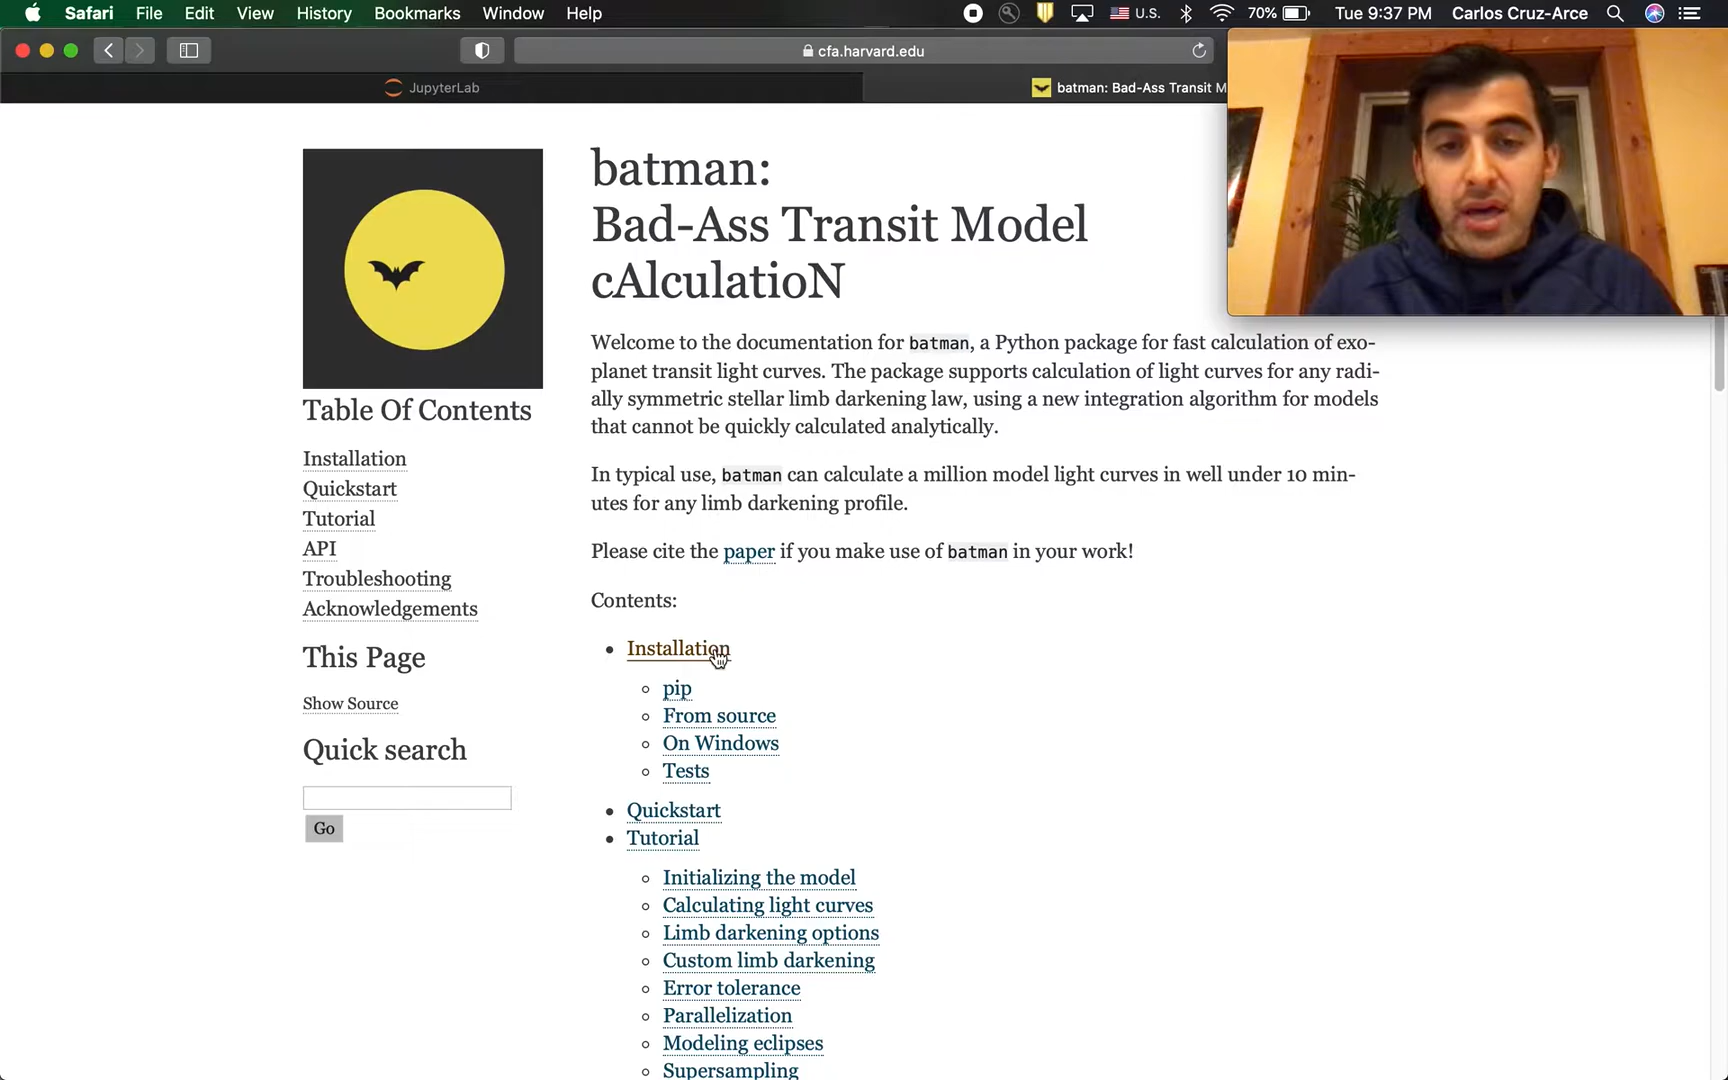 Safari File Edit View History Bookmarks Window Help U.S. 70% Tue 9:37 PM Carlos Cruz-Arce
cfa.harvard.edu
JupyterLab
batman: Bad-Ass Transit M
batman:
Bad-Ass Transit Model
cAlculatioN
Welcome to the documentation for batman, a Python package for fast calculation of exo-
planet transit light curves. The package supports calculation of light curves for any radi-
ally symmetric stellar limb darkening law, using a new integration algorithm for models
that cannot be quickly calculated analytically.
In typical use, batman can calculate a million model light curves in well under 10 min-
utes for any limb darkening profile.
Please cite the paper if you make use of batman in your work!
Contents:
Installation
pip
From source
On Windows
Tests
Quickstart
Tutorial
Initializing the model
Calculating light curves
Limb darkening options
Custom limb darkening
Error tolerance
Parallelization
Modeling eclipses
Supersampling
Table Of Contents
Installation
Quickstart
Tutorial
API
Troubleshooting
Acknowledgements
This Page
Show Source
Quick search
Go